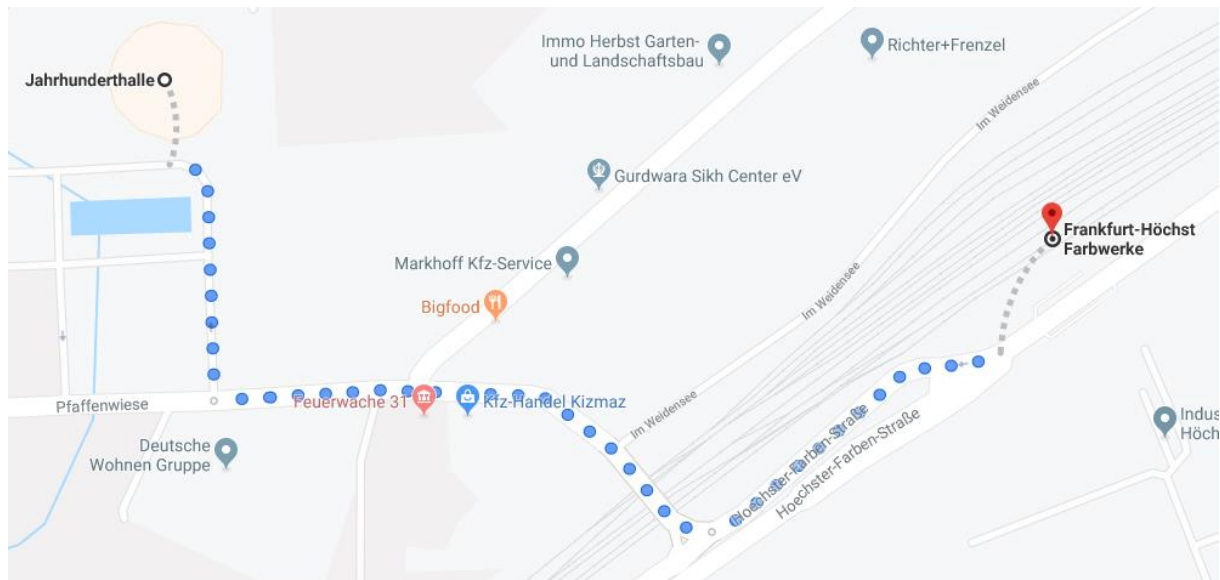 Immo Herbst Garten-
und Landschaftsbau
Richter+Frenzel
Jahrhunderthalle
Im Weidensee
Gurdwara Sikh Center eV
Frankfurt-Höchst
Farbwerke
Markhoff Kfz-Service
Im Weidensee
Bigfood
Pfaffenwiese
Feuerwache 31
Kfz-Handel Kizmaz
Im Weidensee
Deutsche
Wohnen Gruppe
Hoechster-Farben-Straße
Hoechster-Farben-Straße
Indus
Höch